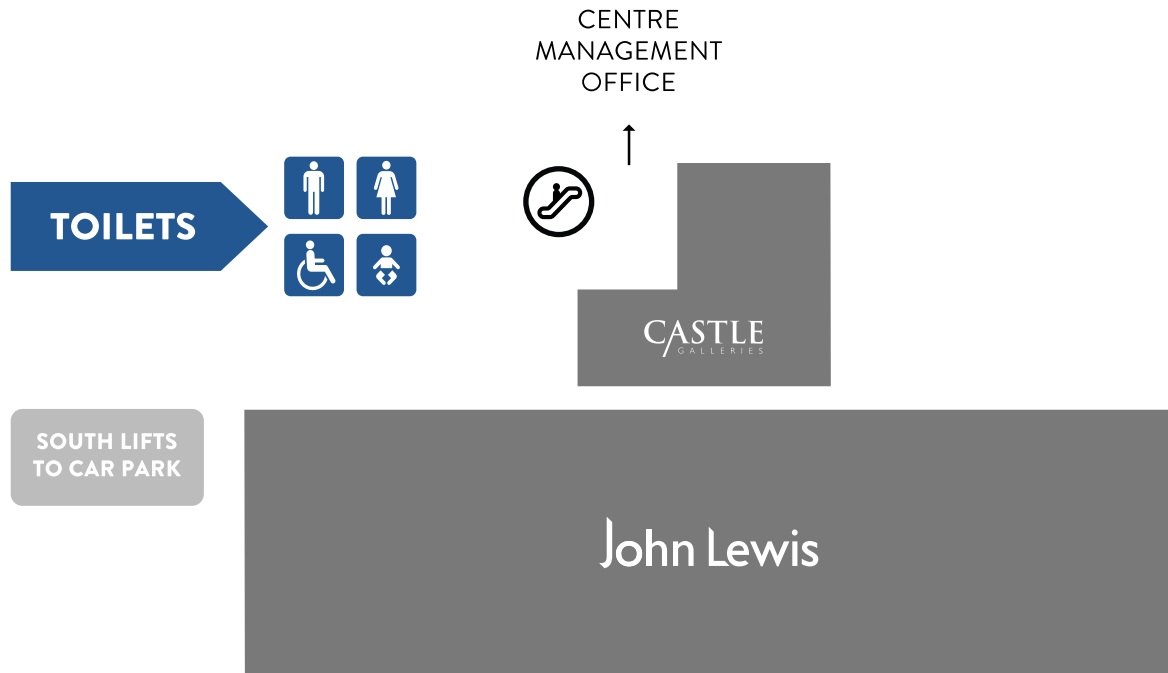 CENTRE
MANAGEMENT
OFFICE
TOILETS
CASTLE
GALLERIES
SOUTH LIFTS
TO CAR PARK
John Lewis